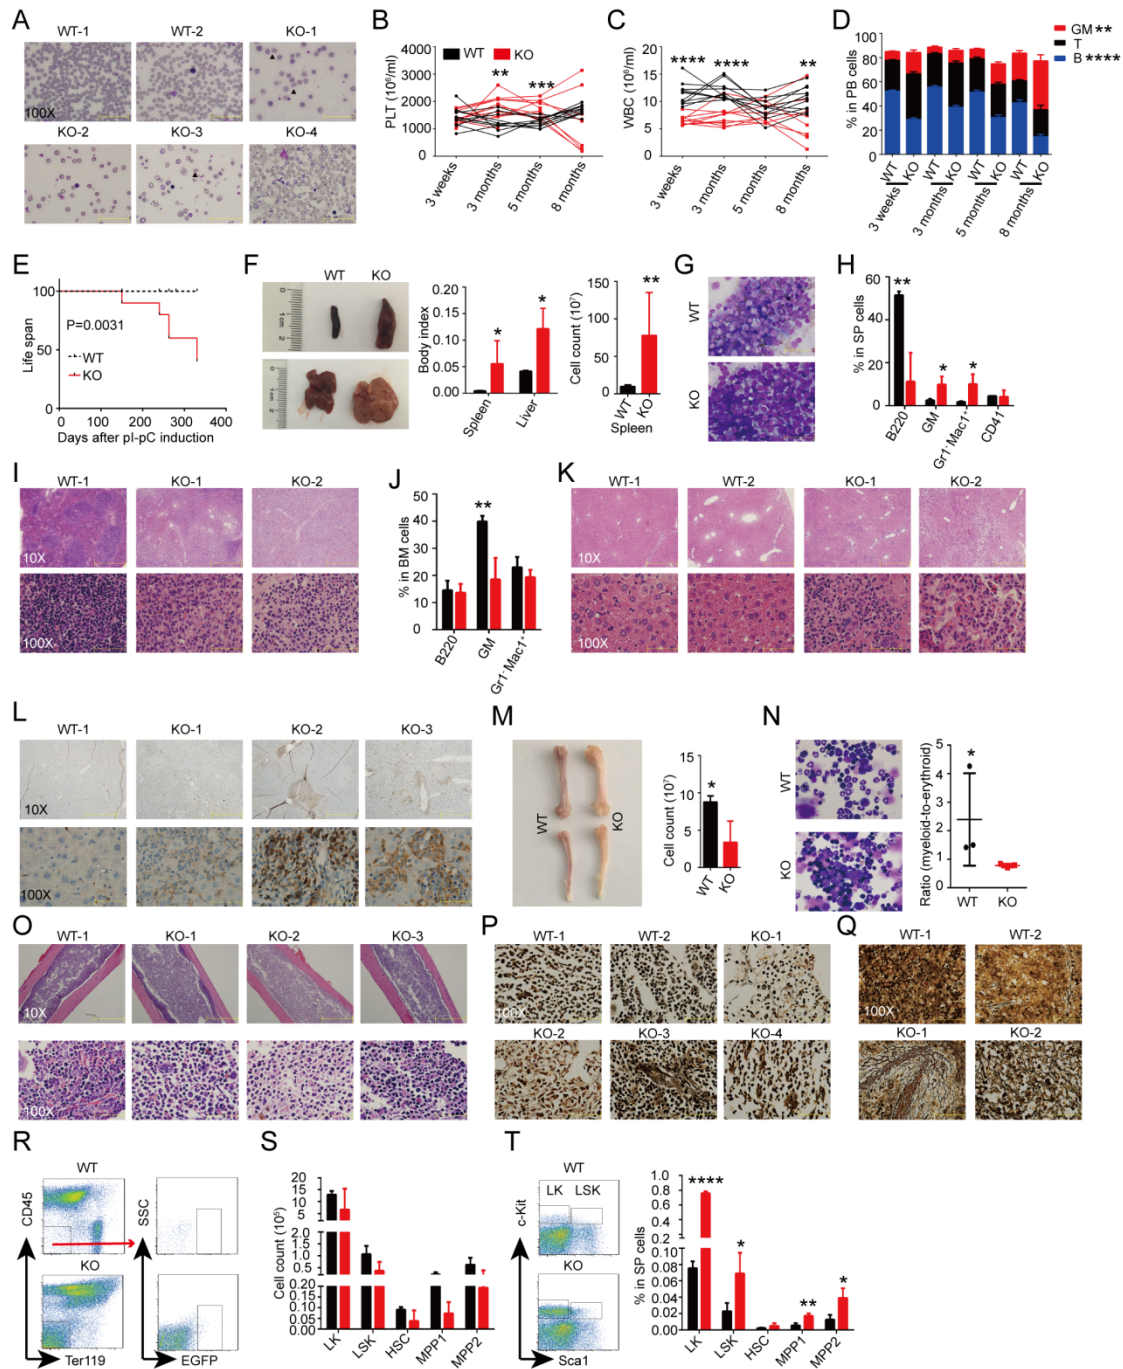 A
WT-1 WT-2 KO-1
100X
KO-2 KO-3 KO-4
B
PLT (10⁶/ml)
4000
3000
2000
1000
0
WT KO
** ***
3 weeks
3 months
5 months
8 months
C
WBC (10⁶/ml)
20
15
10
5
0
**** **** **
3 weeks
3 months
5 months
8 months
D
% in PB cells
100
80
60
40
20
0
GM **
T
B ****
WT KO WT KO WT KO WT KO
3 weeks
3 months
5 months
8 months
E
Life span
100
50
0
P=0.0031
WT
KO
0 100 200 300 400
Days after pI-pC induction
F
WT KO
0 1cm 2
0 1cm 2
Body index
0.20
0.15
0.10
0.05
0.00
* *
Spleen
Liver
Cell count (10⁷)
150
100
50
0
**
WT
KO
Spleen
G
WT
KO
H
% in SP cells
60
40
20
0
** * *
B220
GM
Gr1⁻Mac1⁺
CD41
I
WT-1 KO-1 KO-2
10X
100X
J
% in BM cells
50
40
30
20
10
0
**
B220
GM
Gr1⁻Mac1⁺
K
WT-1 WT-2 KO-1 KO-2
10X
100X
L
WT-1 KO-1 KO-2 KO-3
10X
100X
M
WT
KO
Cell count (10⁷)
15
10
5
0
*
WT
KO
N
WT
KO
Ratio (myeloid-to-erythroid)
5
4
3
2
1
0
*
WT KO
O
WT-1 KO-1 KO-2 KO-3
10X
100X
P
WT-1 WT-2 KO-1
100X
KO-2 KO-3 KO-4
Q
WT-1 WT-2
100X
KO-1 KO-2
R
WT
CD45
SSC
KO
Ter119 EGFP
S
Cell count (10⁵)
20
15
10
5
2.0
1.5
1.0
0.5
0.20
0.15
0.10
0.05
0.00
LK
LSK
HSC
MPP1
MPP2
T
WT
LK LSK
c-Kit
KO
Sca1
% in SP cells
1.0
0.8
0.6
0.4
0.2
0.10
0.08
0.06
0.04
0.02
0.00
**** * ** *
LK
LSK
HSC
MPP1
MPP2